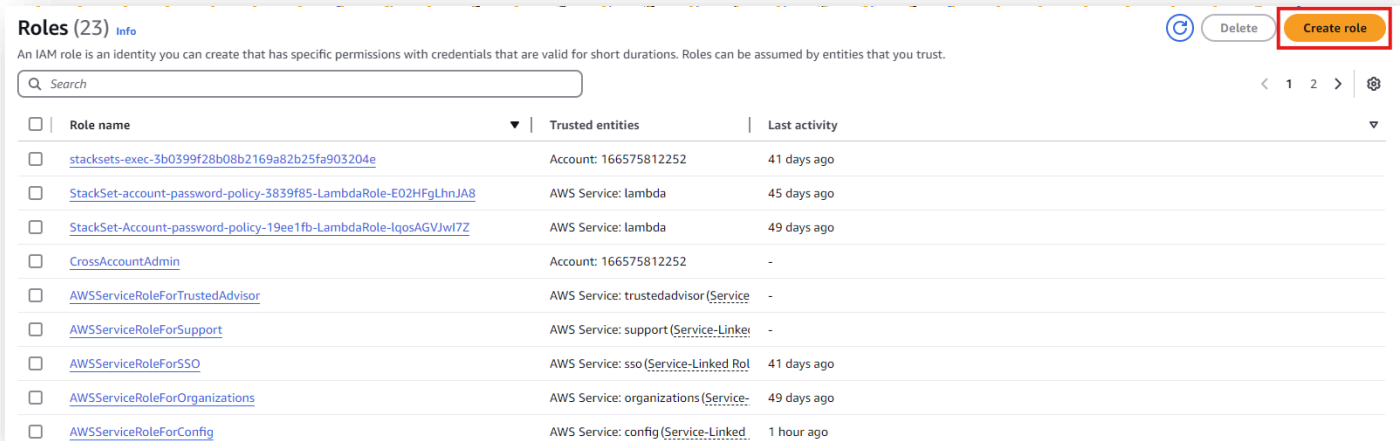 Roles (23) Info
Delete
Create role
An IAM role is an identity you can create that has specific permissions with credentials that are valid for short durations. Roles can be assumed by entities that you trust.
Search
1 2
Role name Trusted entities Last activity
stacksets-exec-3b0399f28b08b2169a82b25fa903204e Account: 166575812252 41 days ago
StackSet-account-password-policy-3839f85-LambdaRole-E02HFgLhnJA8 AWS Service: lambda 45 days ago
StackSet-Account-password-policy-19ee1fb-LambdaRole-lqosAGVJwI7Z AWS Service: lambda 49 days ago
CrossAccountAdmin Account: 166575812252 -
AWSServiceRoleForTrustedAdvisor AWS Service: trustedadvisor (Service -
AWSServiceRoleForSupport AWS Service: support (Service-Linked -
AWSServiceRoleForSSO AWS Service: sso (Service-Linked Rol 41 days ago
AWSServiceRoleForOrganizations AWS Service: organizations (Service- 49 days ago
AWSServiceRoleForConfig AWS Service: config (Service-Linked 1 hour ago